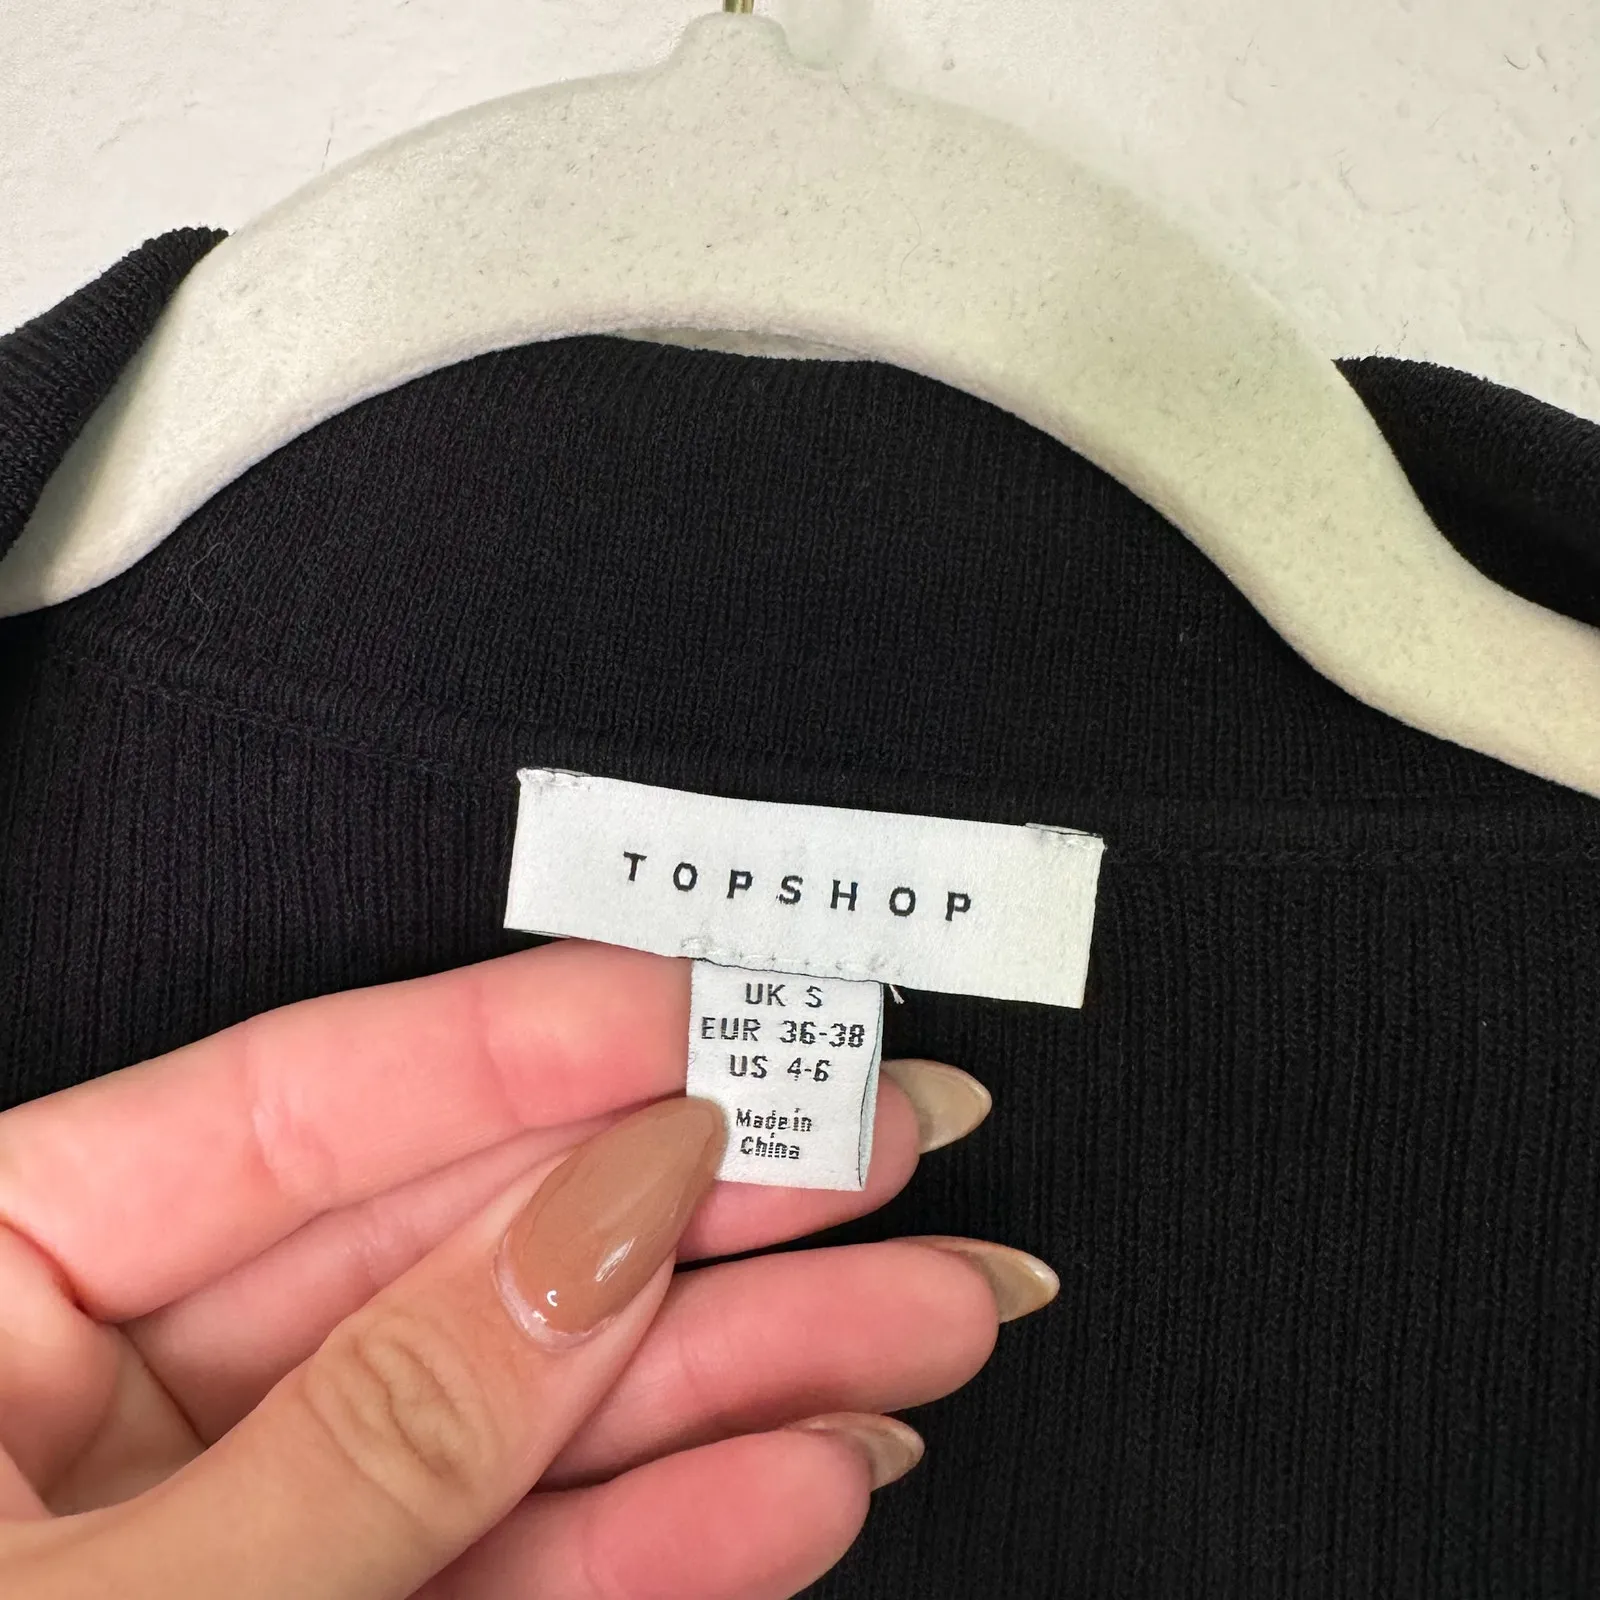 TOPSHOP
UK S
EUR 36-38
US 4-6
Made in
China